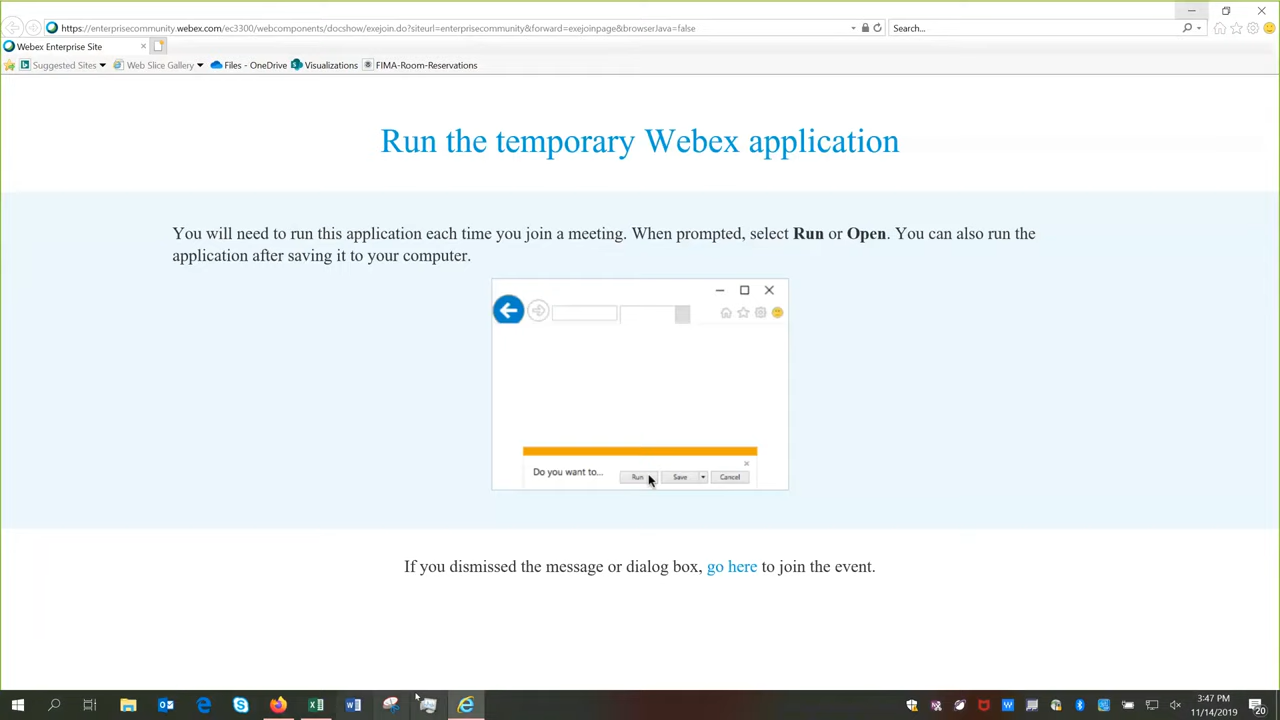 https://enterprisecommunity.webex.com/ec3300/webcomponents/docshow/exejoin.do?siteurl=enterprisecommunity&forward=exejoinpage&browserJava=false
Search...
Webex Enterprise Site
Suggested Sites
Web Slice Gallery
Files - OneDrive
Visualizations
FIMA-Room-Reservations
Run the temporary Webex application
You will need to run this application each time you join a meeting. When prompted, select Run or Open. You can also run the
application after saving it to your computer.
Do you want to...
Run
Save
Cancel
If you dismissed the message or dialog box, go here to join the event.
3:47 PM
11/14/2019
20